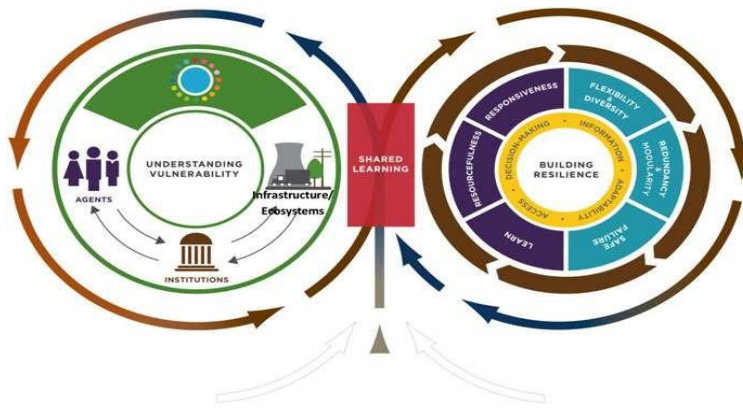 UNDERSTANDING
VULNERABILITY
AGENTS
Infrastructure/
Ecosystems
INSTITUTIONS
SHARED
LEARNING
RESPONSIVENESS
FLEXIBILITY
&
DIVERSITY
REDUNDANCY
&
MODULARITY
SAFE
FAILURE
LEARN
RESOURCEFULNESS
DECISION-MAKING • INFORMATION • ADAPTABILITY • ACCESS •
BUILDING
RESILIENCE